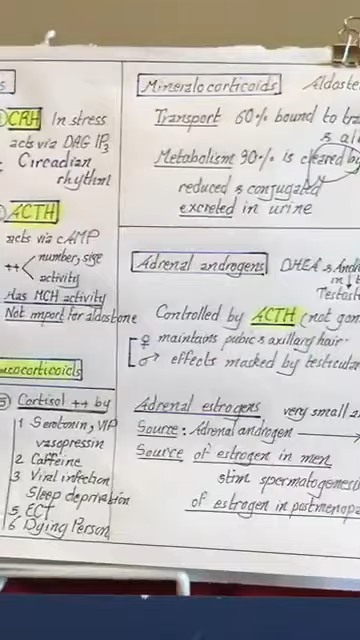 CRH In stress
acts via DAG IP3
Circadian
rhythm
ACTH
acts via cAMP
++ number, size
activity
Has MCH activity
Not import for aldostone
cocorticoids
5 Cortisol ++ by
1 Serotonin, VIP
vasopressin
2 Caffeine
3 Viral infection
Sleep deprivation
5 ECT
6 Dying Person
Mineralocorticoids
Transport 60% bound to
Metabolism 90% is cleared by
reduced & conjugated
excreted in urine
Adrenal androgens DHEA &
in
Controlled by ACTH (not
♀ maintains pubic & axillary hair
♂ effects masked by testicular
Adrenal estrogens very small
Source: Adrenal androgen
Source of estrogen in men
stim
of estrogen in